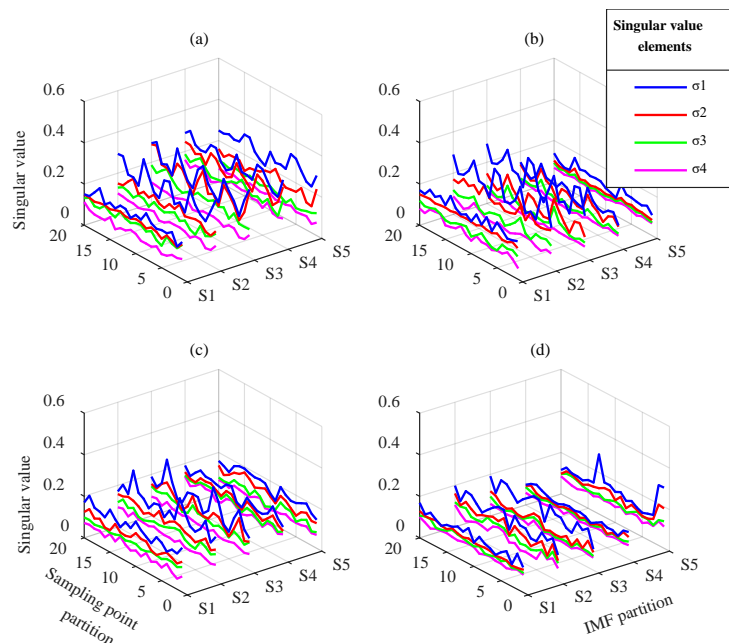 (a)
(b)
Singular value
elements
σ1
σ2
σ3
σ4
0.6
0.4
0.2
0
Singular value
20
15
10
5
0
S1
S2
S3
S4
S5
0.6
0.4
0.2
0
20
15
10
5
0
S1
S2
S3
S4
S5
(c)
(d)
0.6
0.4
0.2
0
Singular value
20
15
10
5
0
S1
S2
S3
S4
S5
Sampling point
partition
0.6
0.4
0.2
0
20
15
10
5
0
S1
S2
S3
S4
S5
IMF partition